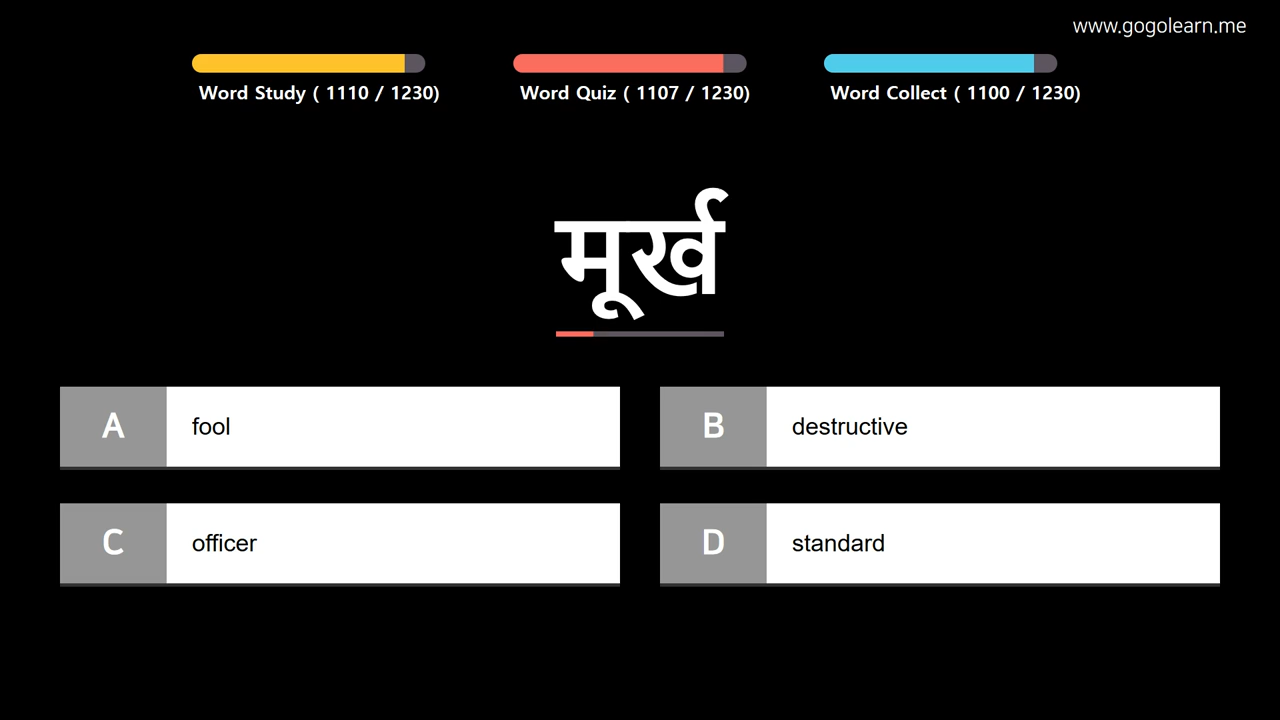 www.gogolearn.me
Word Study ( 1110 / 1230)
Word Quiz ( 1107 / 1230)
Word Collect ( 1100 / 1230)
मूर्ख
A fool
B destructive
C officer
D standard